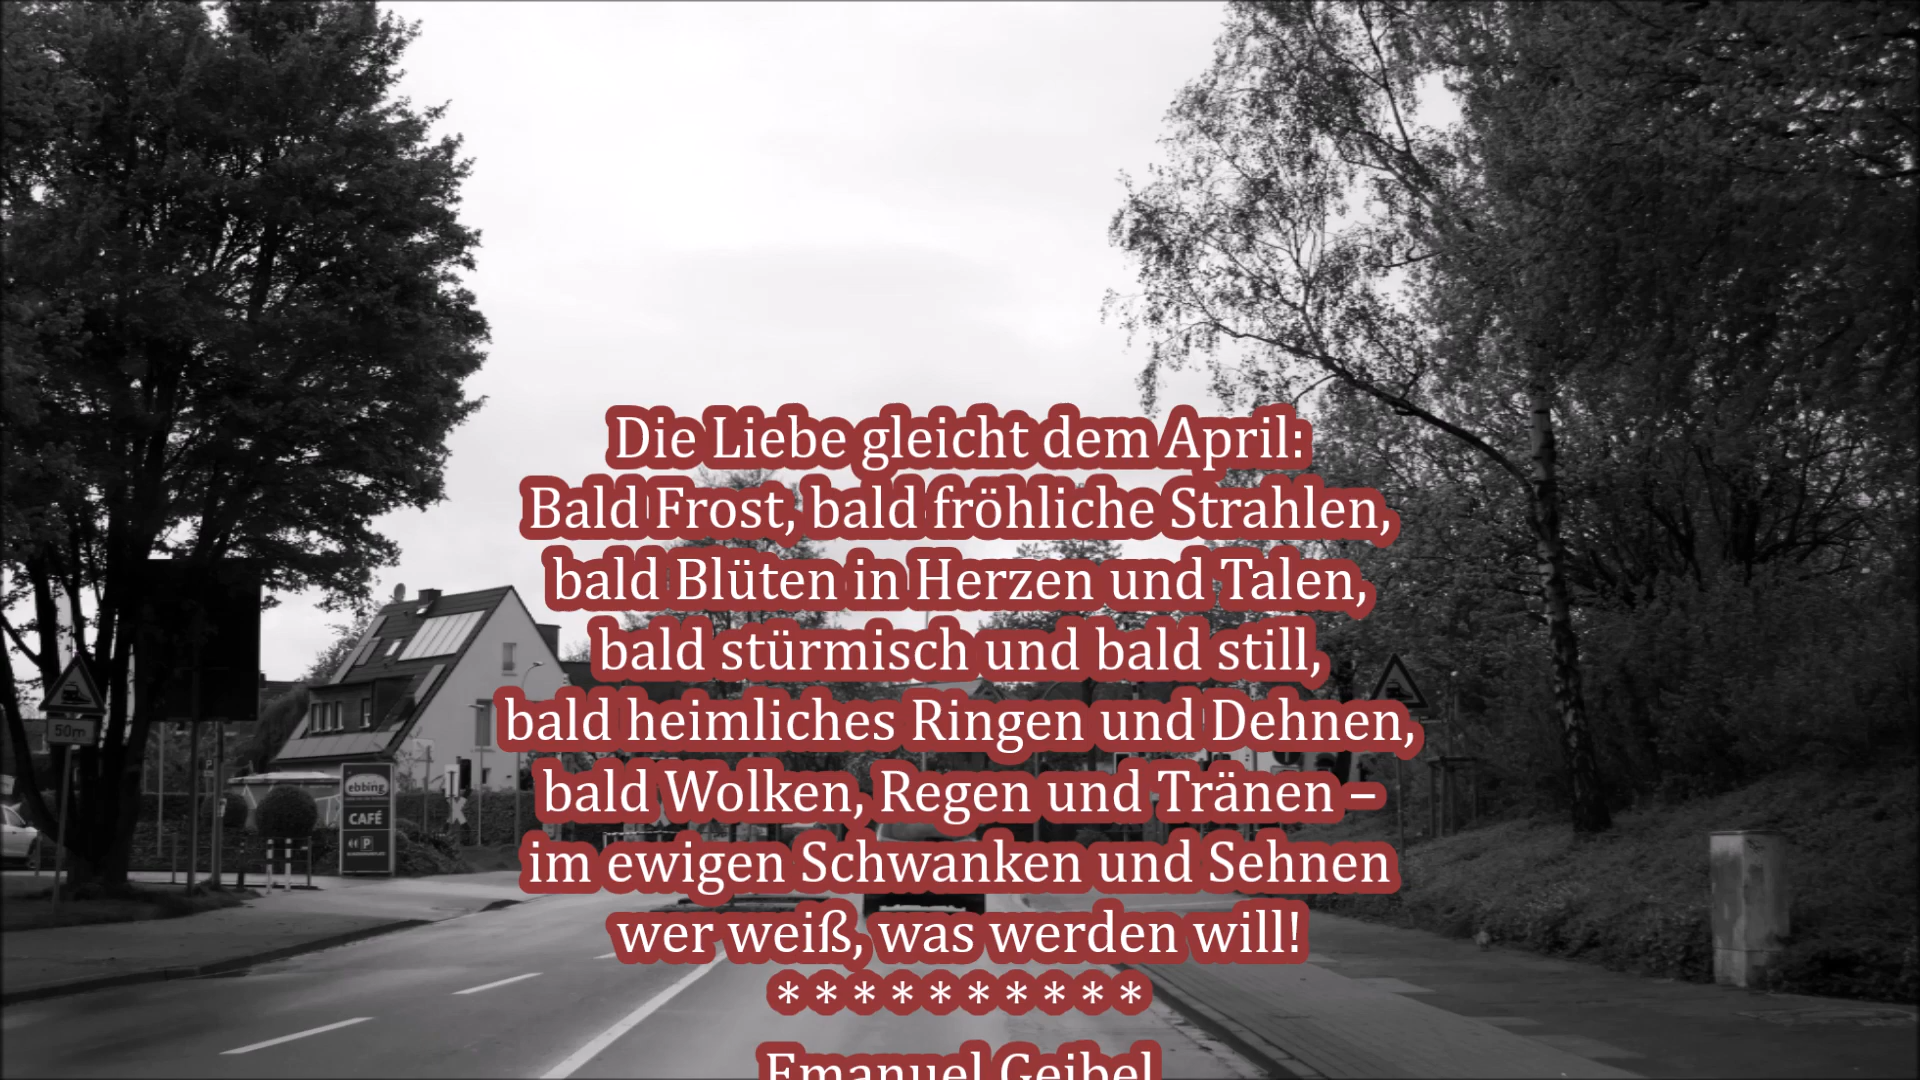 Die Liebe gleicht dem April:
Bald Frost, bald fröhliche Strahlen,
bald Blüten in Herzen und Talen,
bald stürmisch und bald still,
bald heimliches Ringen und Dehnen,
bald Wolken, Regen und Tränen –
im ewigen Schwanken und Sehnen
wer weiß, was werden will!
* * * * * * * * * *
Emanuel Geibel
50m
P
ebbing
CAFÉ
P